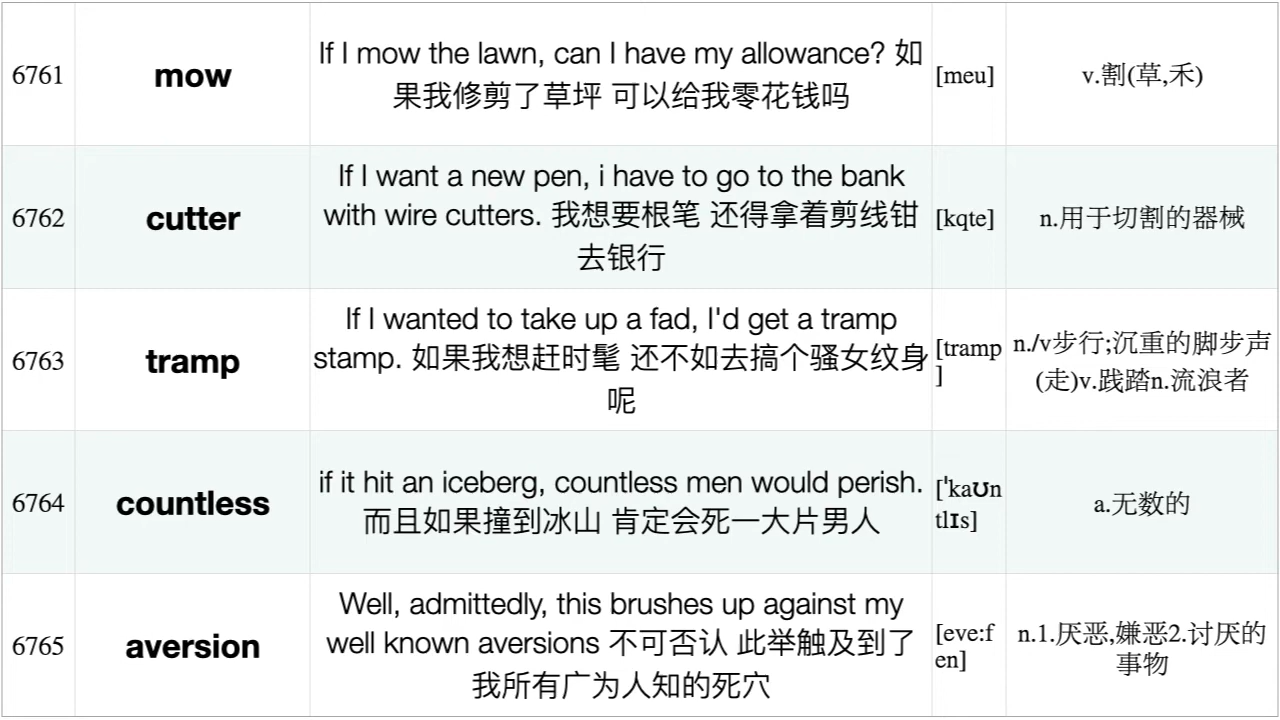 6761
mow
If I mow the lawn, can I have my allowance? 如
果我修剪了草坪 可以给我零花钱吗
[meu]
v.割(草,禾)
6762
cutter
If I want a new pen, i have to go to the bank
with wire cutters. 我想要根笔 还得拿着剪线钳
去银行
[kqte]
n.用于切割的器械
6763
tramp
If I wanted to take up a fad, I'd get a tramp
stamp. 如果我想赶时髦 还不如去搞个骚女纹身
呢
[tramp
]
n./v步行;沉重的脚步声
(走)v.践踏n.流浪者
6764
countless
if it hit an iceberg, countless men would perish.
而且如果撞到冰山 肯定会死一大片男人
['kaʊn
tlɪs]
a.无数的
6765
aversion
Well, admittedly, this brushes up against my
well known aversions 不可否认 此举触及到了
我所有广为人知的死穴
[eve:f
en]
n.1.厌恶,嫌恶2.讨厌的
事物